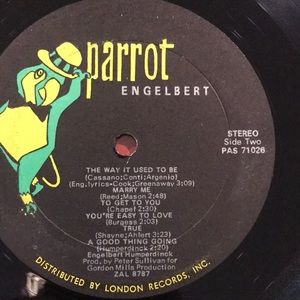 parrot
ENGELBERT
STEREO
Side Two
PAS 71026
THE WAY IT USED TO BE
(Cassano;Conti;Argenio)
(Eng.lyrics-Cook;Greenaway 3:09)
MARRY ME
(Reed;Mason 2:48)
TO GET TO YOU
(Chapel 2:30)
YOU'RE EASY TO LOVE
(Burgess 2:03)
TRUE
(Shayne;Ahlert 3:23)
A GOOD THING GOING
(Humperdinck 2:20)
Engelbert Humperdinck
Prod. by Peter Sullivan for
Gordon Mills Production
ZAL 8787
DISTRIBUTED BY LONDON RECORDS, INC.